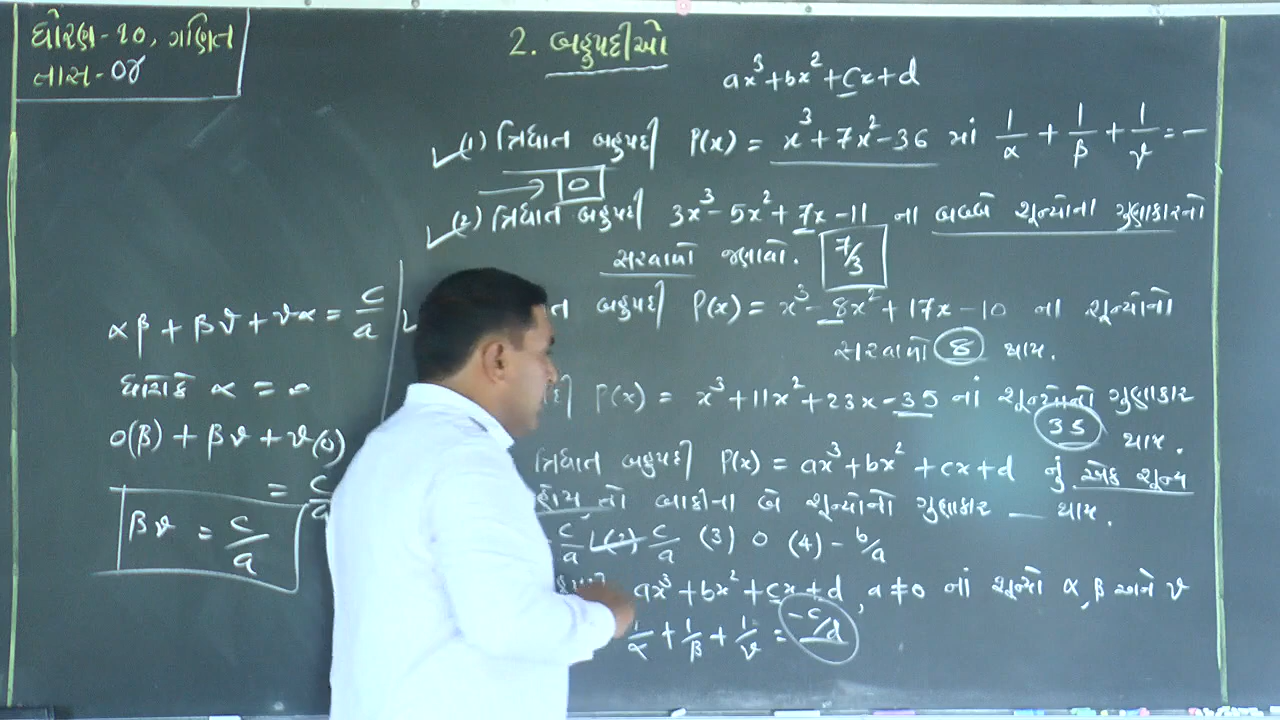 ધોરણ-૧૦, ગણિત
તાસ-૦૪
2. બહુપદીઓ
ax³+bx²+cx+d
(1) ત્રિઘાત બહુપદી P(x) = x³+7x²-36 માં 1/α + 1/β + 1/γ = -
→ 0
(2) ત્રિઘાત બહુપદી 3x³-5x²+7x-11 ના બબ્બે શૂન્યોના ગુણાકારનો
સરવાળો જણાવો. 7/3
બહુપદી P(x) = x³-8x²+17x-10 ના શૂન્યોનો
સરવાળો 8 થાય.
P(x) = x³+11x²+23x-35 નાં શૂન્યોનો ગુણાકાર
35 થાય.
ત્રિઘાત બહુપદી P(x) = ax³+bx²+cx+d નું એક શૂન્ય
હોય, તો બાકીના બે શૂન્યોનો ગુણાકાર — થાય.
-c/a (2) c/a (3) 0 (4) -b/a
ax³+bx²+cx+d, a≠0 નાં શૂન્યો α, β અને γ
1/α + 1/β + 1/γ = -c/d
αβ + βγ + γα = c/a
ધારોકે α = 0
0(β) + βγ + γ(0)
= c/a
βγ = c/a